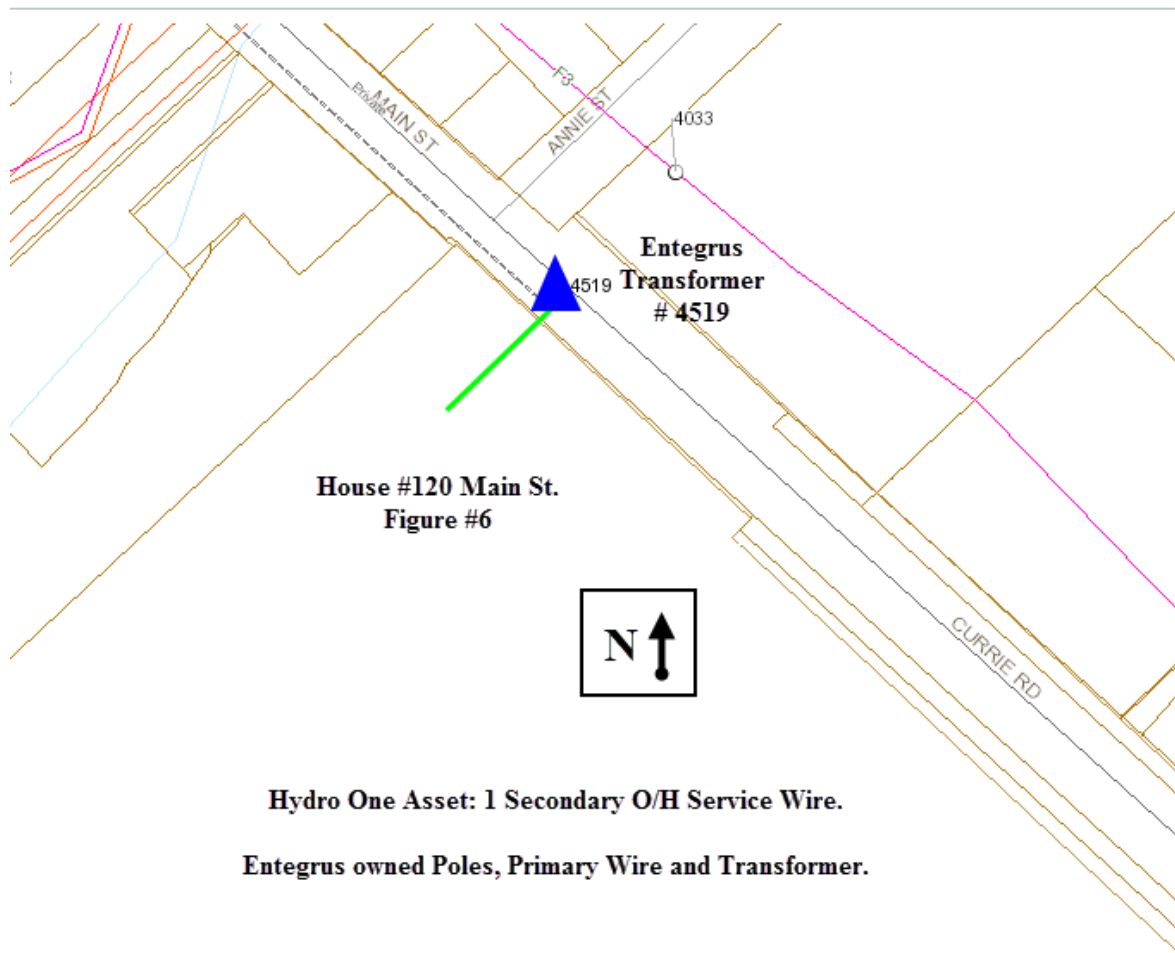 F3
4033
MAIN ST
Private
ANNIE ST
Entegrus
Transformer
# 4519
4519
House #120 Main St.
Figure #6
N
CURRIE RD
Hydro One Asset: 1 Secondary O/H Service Wire.
Entegrus owned Poles, Primary Wire and Transformer.